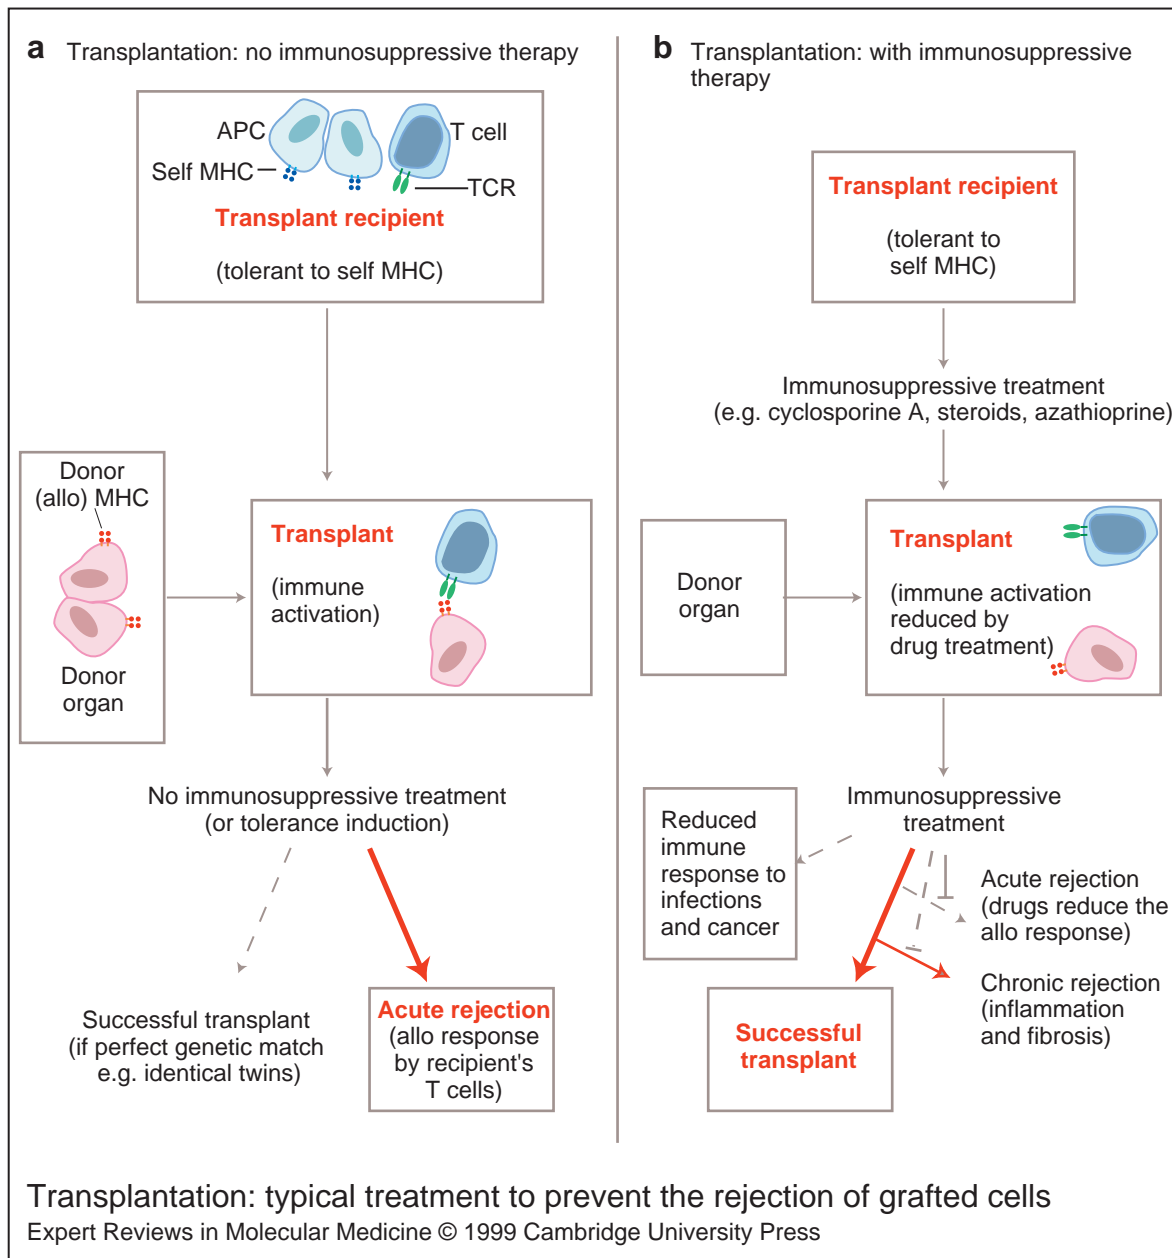 a Transplantation: no immunosuppressive therapy
APC
T cell
Self MHC
TCR
Transplant recipient
(tolerant to self MHC)
Donor
(allo) MHC
Donor
organ
Transplant
(immune
activation)
No immunosuppressive treatment
(or tolerance induction)
Successful transplant
(if perfect genetic match
e.g. identical twins)
Acute rejection
(allo response
by recipient's
T cells)
b Transplantation: with immunosuppressive
therapy
Transplant recipient
(tolerant to
self MHC)
Immunosuppressive treatment
(e.g. cyclosporine A, steroids, azathioprine)
Donor
organ
Transplant
(immune activation
reduced by
drug treatment)
Immunosuppressive
treatment
Reduced
immune
response to
infections
and cancer
Acute rejection
(drugs reduce the
allo response)
Chronic rejection
(inflammation
and fibrosis)
Successful
transplant
Transplantation: typical treatment to prevent the rejection of grafted cells
Expert Reviews in Molecular Medicine © 1999 Cambridge University Press